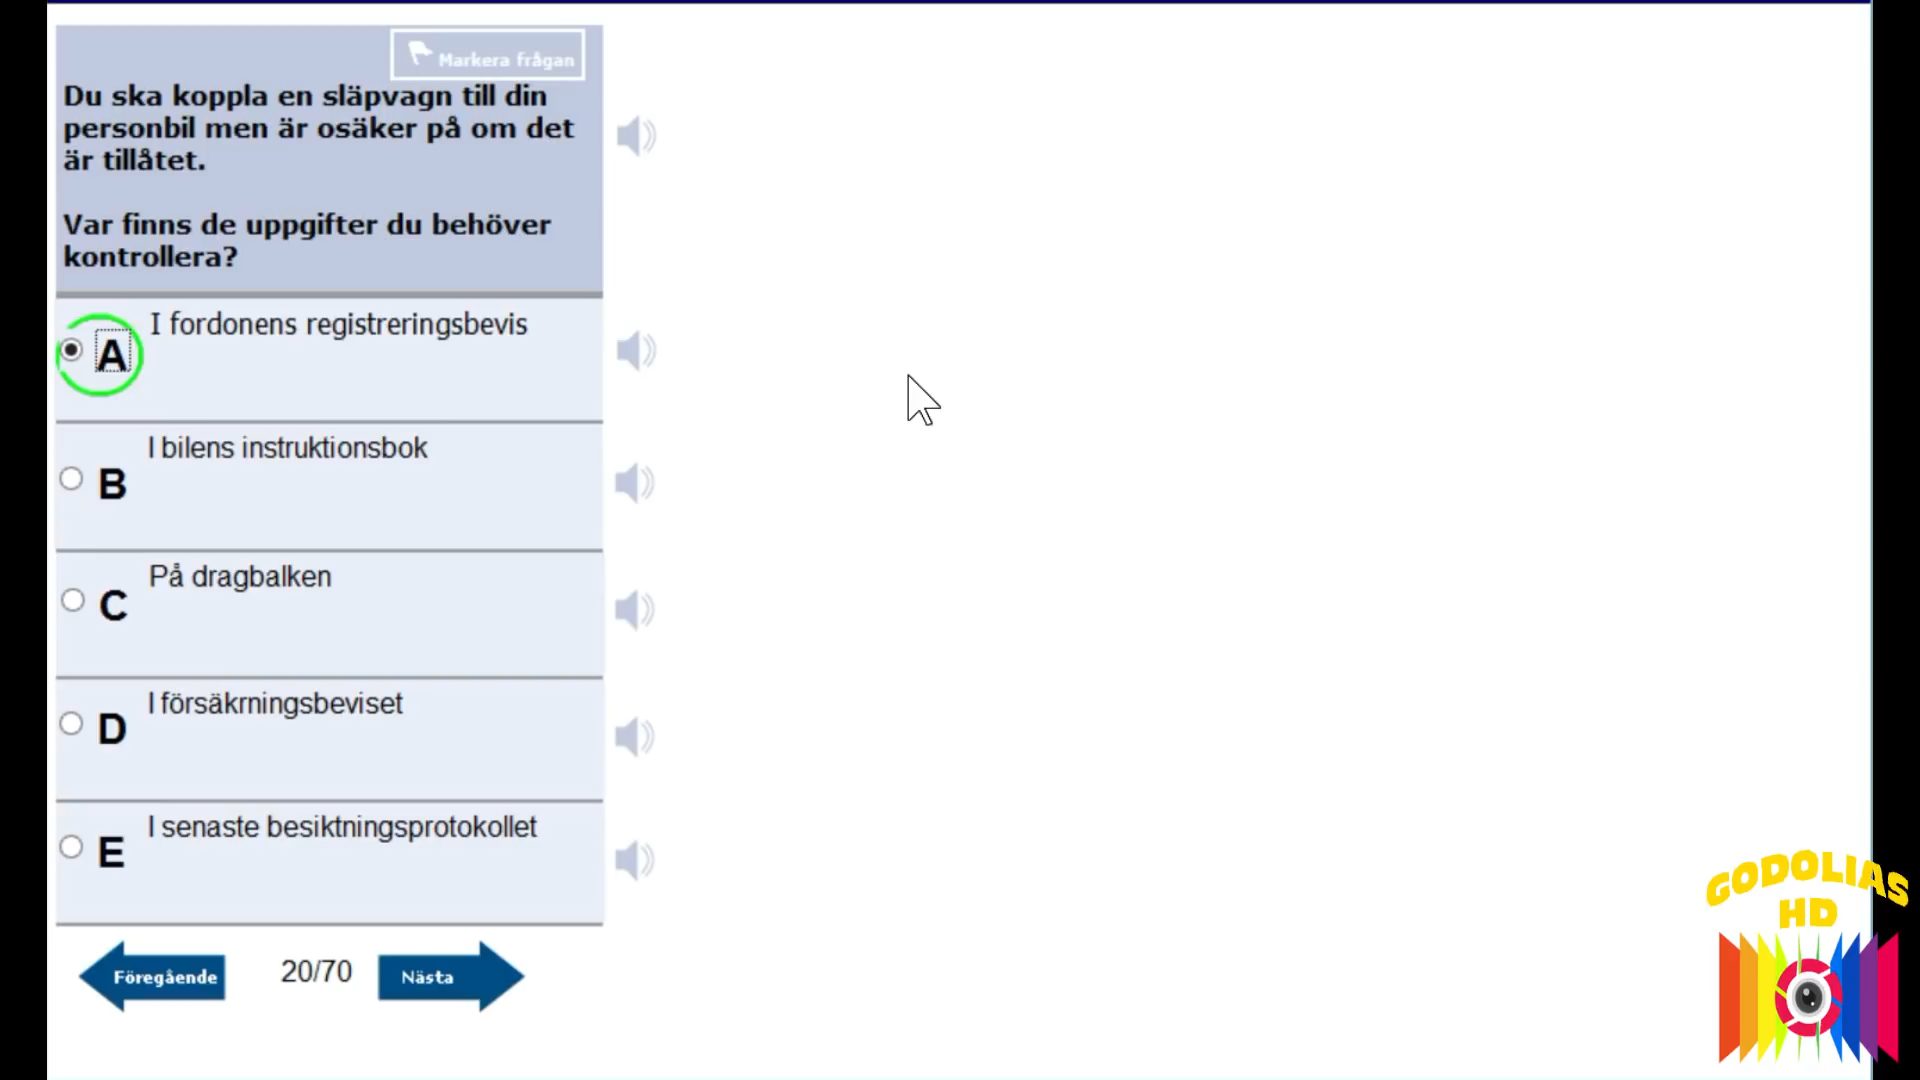 Markera frågan
Du ska koppla en släpvagn till din
personbil men är osäker på om det
är tillåtet.
Var finns de uppgifter du behöver
kontrollera?
A I fordonens registreringsbevis
B I bilens instruktionsbok
C På dragbalken
D I försäkrningsbeviset
E I senaste besiktningsprotokollet
Föregående 20/70 Nästa
GODOLIAS
HD